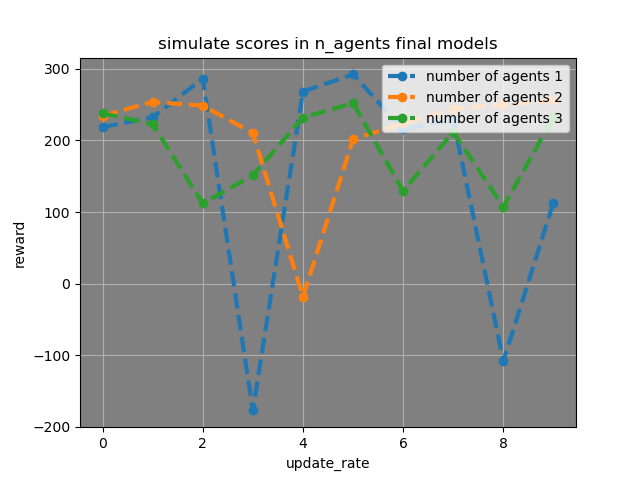 simulate scores in n_agents final models
number of agents 1
number of agents 2
number of agents 3
300
200
100
0
−100
−200
reward
0 2 4 6 8
update_rate